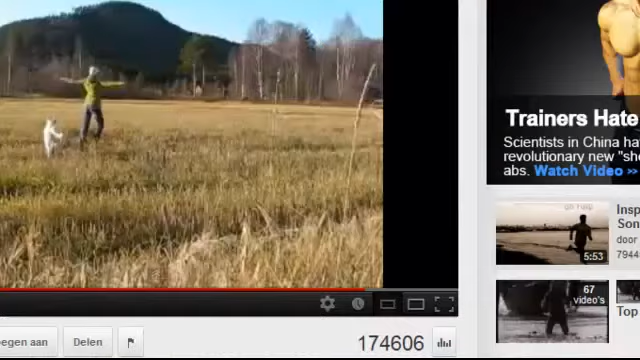 Trainers Hate
Scientists in China ha
revolutionary new "sh
abs. Watch Video »
Insp
Son
door
7944
5:53
67
video's
Top
egen aan
Delen
174606